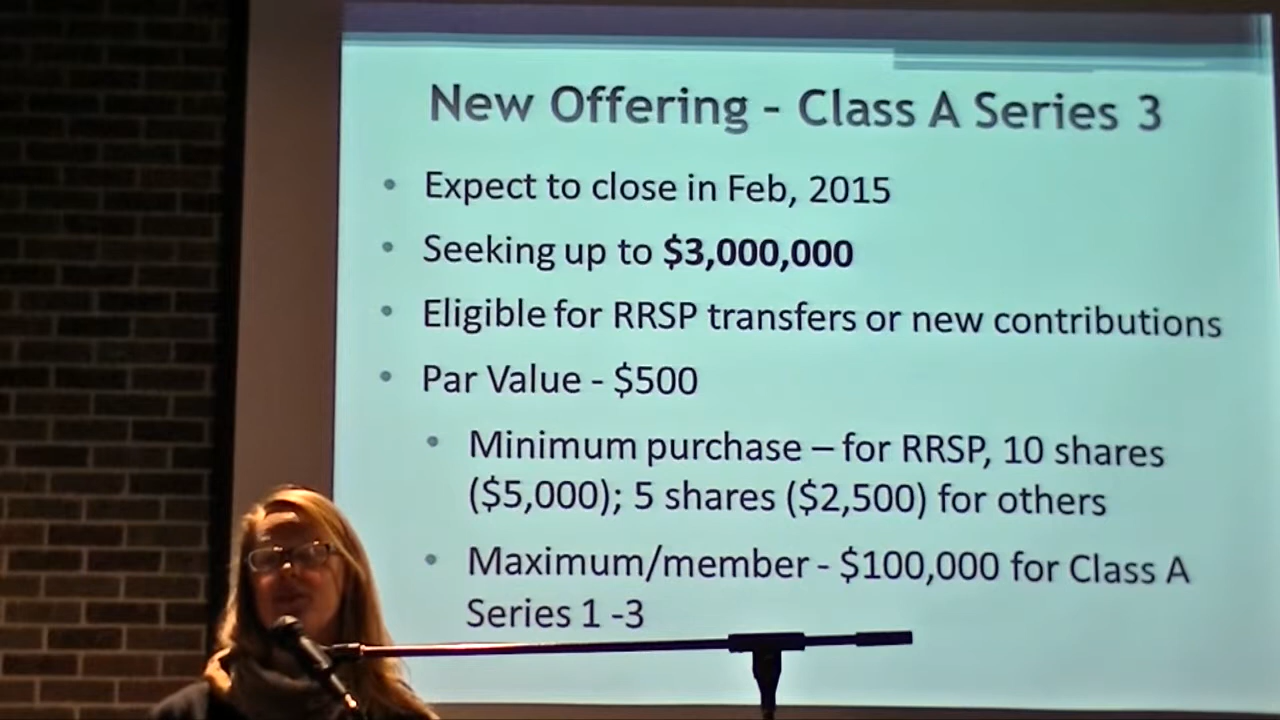 New Offering - Class A Series 3
• Expect to close in Feb, 2015
• Seeking up to $3,000,000
• Eligible for RRSP transfers or new contributions
• Par Value - $500
• Minimum purchase – for RRSP, 10 shares
($5,000); 5 shares ($2,500) for others
• Maximum/member - $100,000 for Class A
Series 1 -3